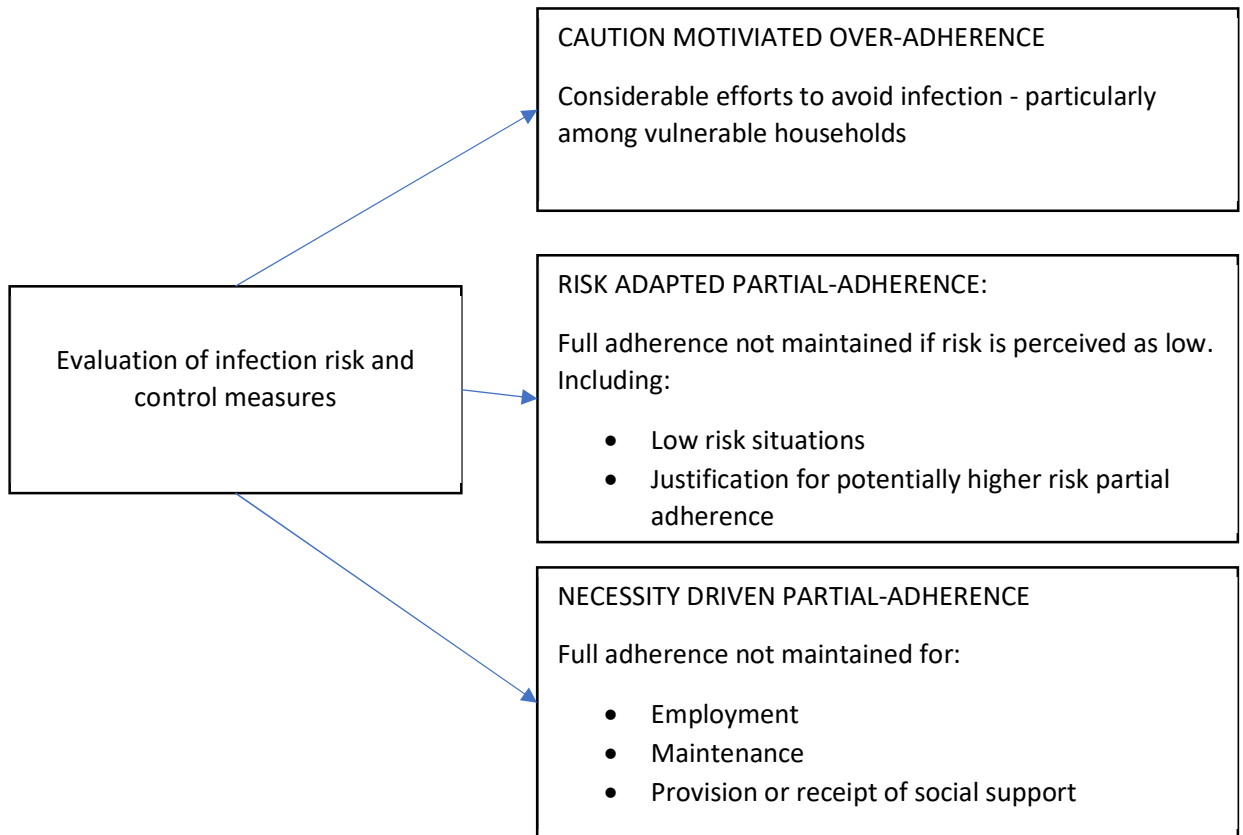 CAUTION MOTIVIATED OVER-ADHERENCE
Considerable efforts to avoid infection - particularly
among vulnerable households
Evaluation of infection risk and
control measures
RISK ADAPTED PARTIAL-ADHERENCE:
Full adherence not maintained if risk is perceived as low.
Including:
• Low risk situations
• Justification for potentially higher risk partial
adherence
NECESSITY DRIVEN PARTIAL-ADHERENCE
Full adherence not maintained for:
• Employment
• Maintenance
• Provision or receipt of social support